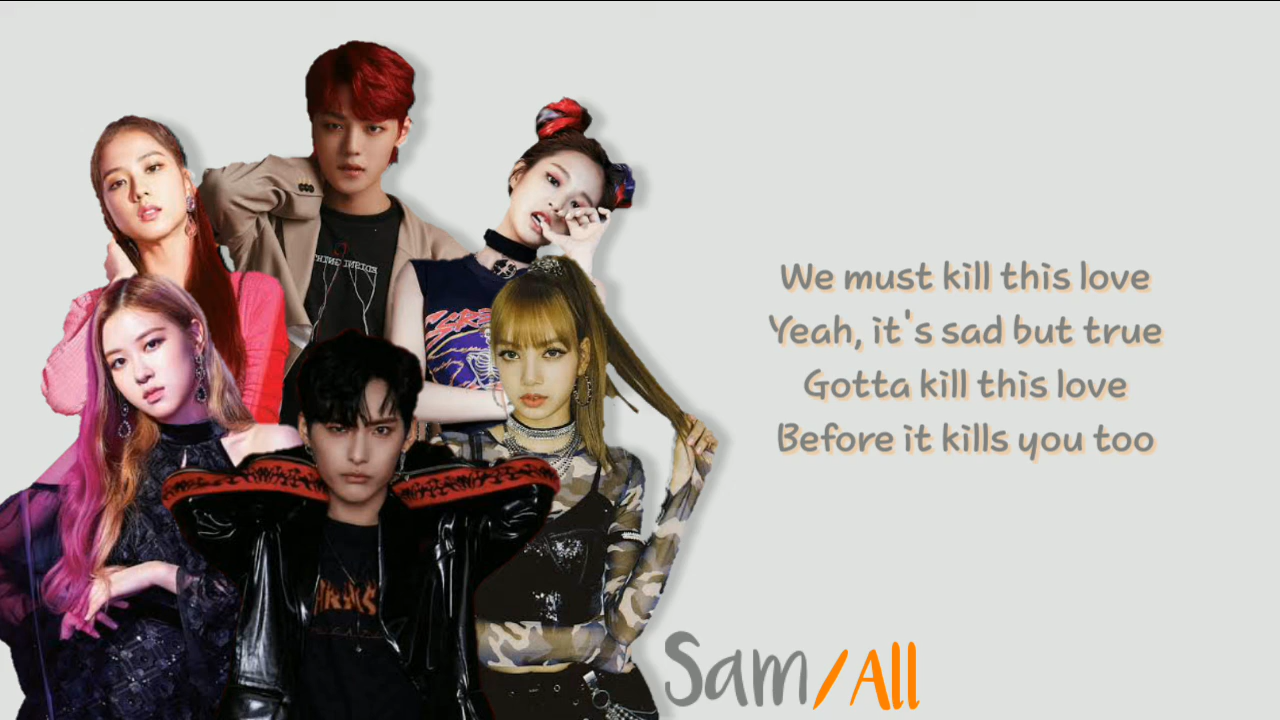 We must kill this love
Yeah, it's sad but true
Gotta kill this love
Before it kills you too
Sam/All